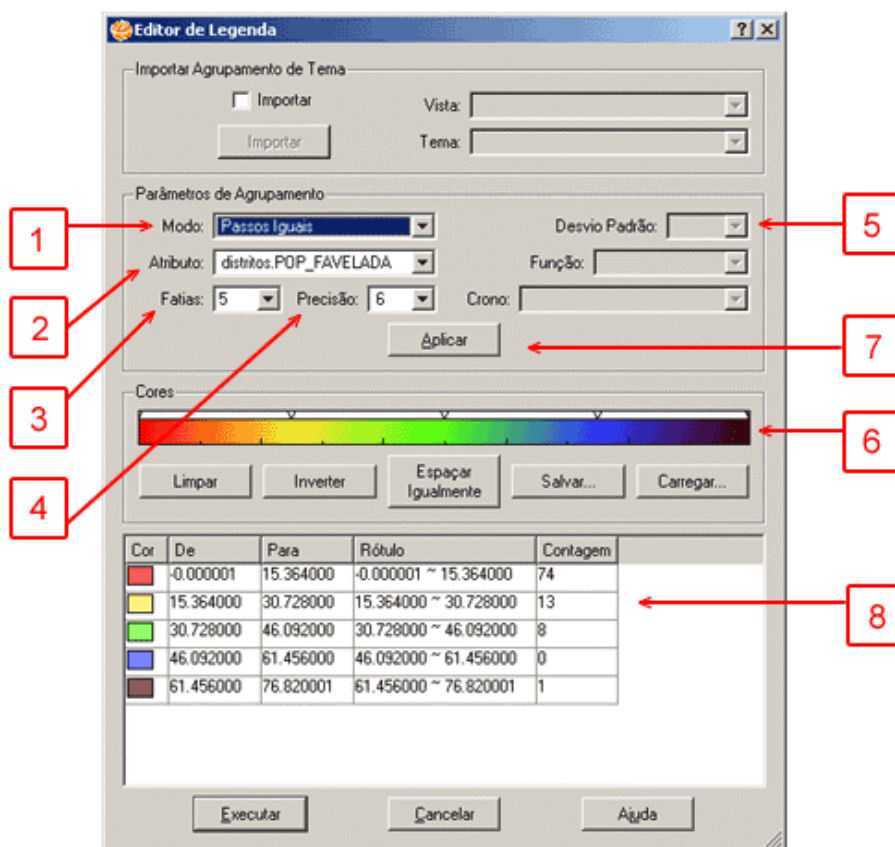 Editor de Legenda
Importar Agrupamento de Tema
Importar
Vista:
Importar
Tema:
Parâmetros de Agrupamento
1
Modo: Passos Iguais
Desvio Padrão:
5
2
Atributo: distritos.POP_FAVELADA
Função:
3
Fatias: 5 Precisão: 6 Crono:
Aplicar
7
Cores
6
4
Limpar Inverter Espaçar Igualmente Salvar... Carregar...
Cor De Para Rótulo Contagem
-0.000001 15.364000 -0.000001 ~ 15.364000 74
15.364000 30.728000 15.364000 ~ 30.728000 13
8
30.728000 46.092000 30.728000 ~ 46.092000 8
46.092000 61.456000 46.092000 ~ 61.456000 0
61.456000 76.820001 61.456000 ~ 76.820001 1
Executar Cancelar Ajuda